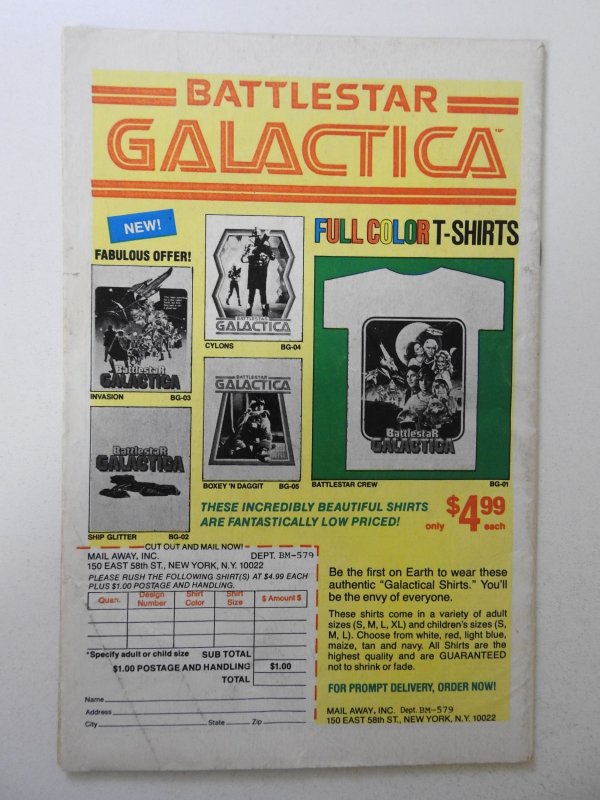 BATTLESTAR
GALACTICA™
NEW!
FABULOUS OFFER!
FULL COLOR T-SHIRTS
BATTLESTAR
GALACTICA
CYLONS BG-04
BattlestaR
GALACTICA
INVASION BG-03
BATTLESTAR
GALACTICA
BOXEY 'N DAGGIT BG-05
BattlestaR
GALACTICA
SHIP GLITTER BG-02
BattlestaR
GALACTICA
BATTLESTAR CREW BG-01
THESE INCREDIBLY BEAUTIFUL SHIRTS
ARE FANTASTICALLY LOW PRICED!
only $4.99 each
CUT OUT AND MAIL NOW!
MAIL AWAY, INC. DEPT. BM-579
150 EAST 58th ST., NEW YORK, N.Y. 10022
PLEASE RUSH THE FOLLOWING SHIRT(S) AT $4.99 EACH
PLUS $1.00 POSTAGE AND HANDLING.
Quan. Design Number Shirt Color Shirt Size $ Amount $
*Specify adult or child size SUB TOTAL
$1.00 POSTAGE AND HANDLING $1.00
TOTAL
Name
Address
City State Zip
Be the first on Earth to wear these
authentic "Galactical Shirts." You'll
be the envy of everyone.
These shirts come in a variety of adult
sizes (S, M, L, XL) and children's sizes (S,
M, L). Choose from white, red, light blue,
maize, tan and navy. All Shirts are the
highest quality and are GUARANTEED
not to shrink or fade.
FOR PROMPT DELIVERY, ORDER NOW!
MAIL AWAY, INC. Dept. BM-579
150 EAST 58th ST., NEW YORK, N.Y. 10022